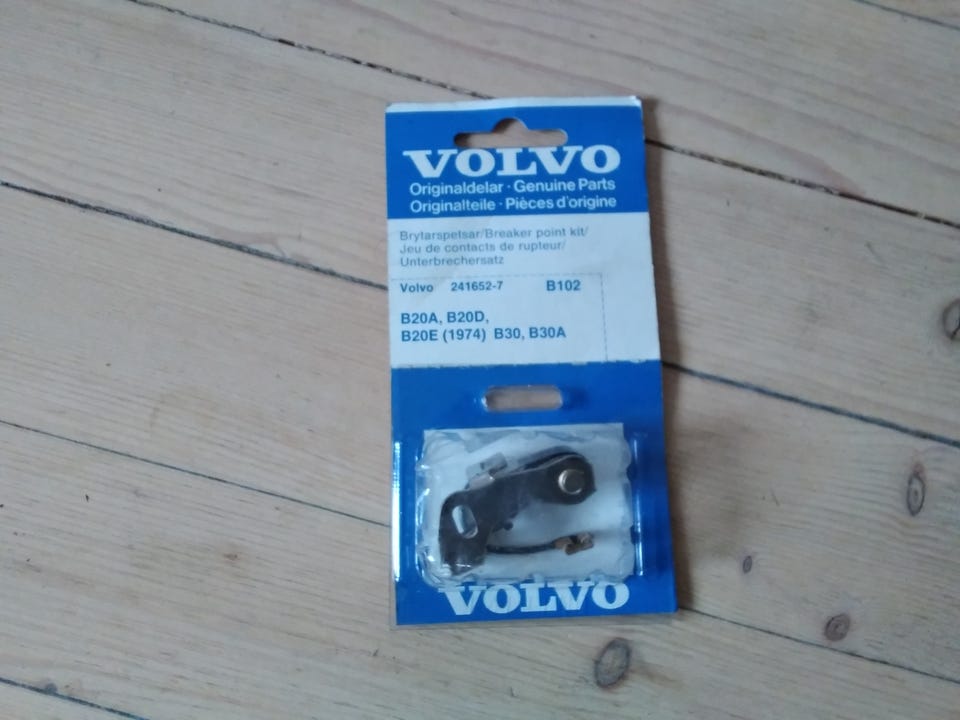 VOLVO
Originaldelar · Genuine Parts
Originalteile · Pièces d'origine
Brytarspetsar/Breaker point kit/
Jeu de contacts de rupteur/
Unterbrechersatz
Volvo 241652-7 B102
B20A, B20D,
B20E (1974) B30, B30A
VOLVO